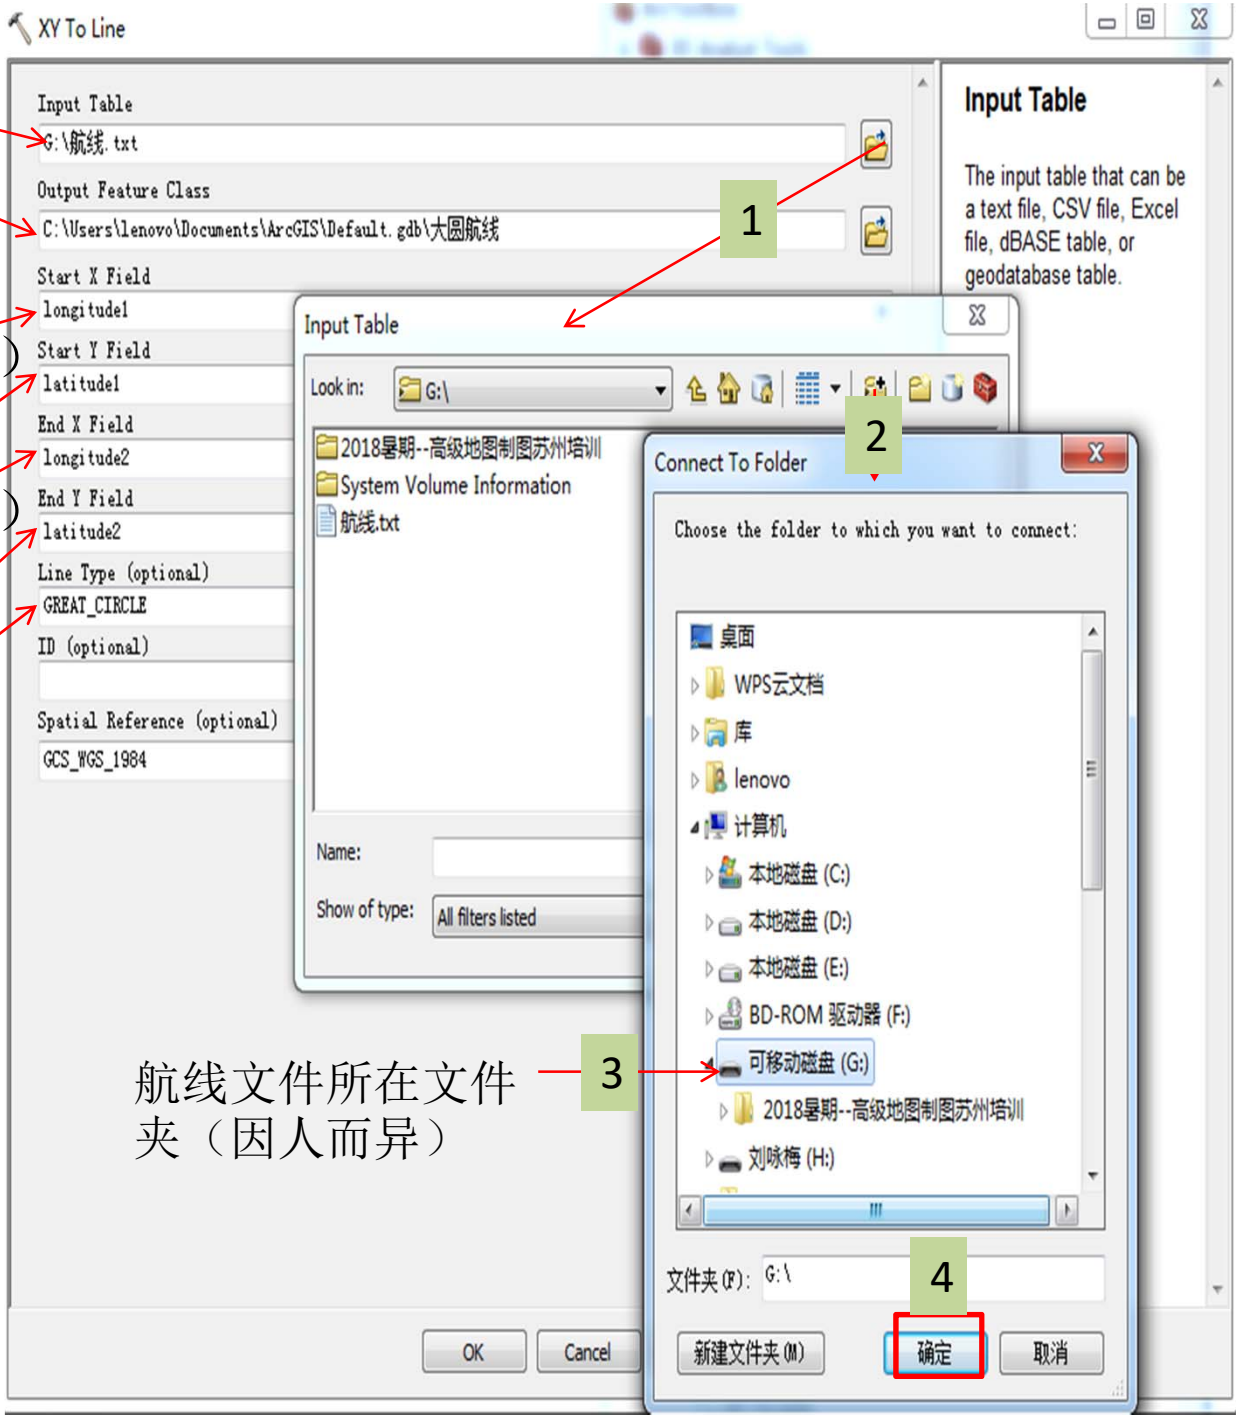 XY To Line
Input Table
G:\航线.txt
Output Feature Class
C:\Users\lenovo\Documents\ArcGIS\Default.gdb\大圆航线
Start X Field
longitude1
Start Y Field
latitude1
End X Field
longitude2
End Y Field
latitude2
Line Type (optional)
GREAT_CIRCLE
ID (optional)
Spatial Reference (optional)
GCS_WGS_1984
）
）
OK
Cancel
Input Table
The input table that can be
a text file, CSV file, Excel
file, dBASE table, or
geodatabase table.
1
Input Table
Look in:
G:\
2018暑期--高级地图制图苏州培训
System Volume Information
航线.txt
Name:
Show of type:
All filters listed
2
Connect To Folder
Choose the folder to which you want to connect:
桌面
WPS云文档
库
lenovo
计算机
本地磁盘 (C:)
本地磁盘 (D:)
本地磁盘 (E:)
BD-ROM 驱动器 (F:)
可移动磁盘 (G:)
2018暑期--高级地图制图苏州培训
刘咏梅 (H:)
文件夹(F):
G:\
新建文件夹(M)
确定
取消
3
航线文件所在文件
夹（因人而异）
4